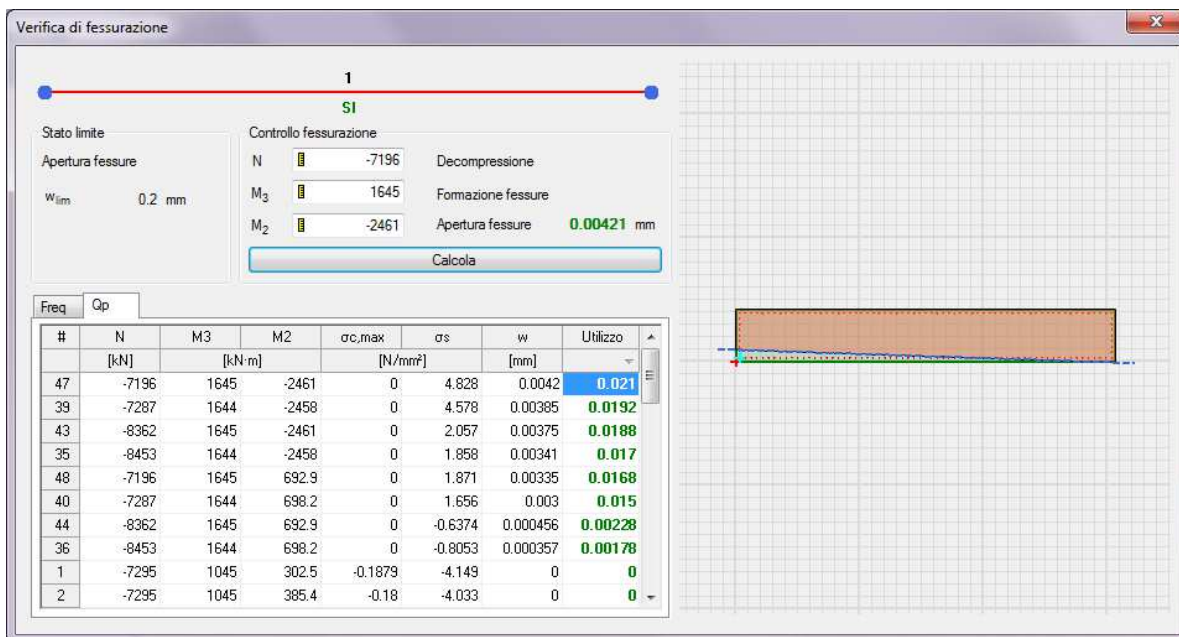 Verifica di fessurazione
x
1
SI
Stato limite
Apertura fessure
wlim 0.2 mm
Controllo fessurazione
N -7196 Decompressione
M3 1645 Formazione fessure
M2 -2461 Apertura fessure 0.00421 mm
Calcola
Freq Qp
# N M3 M2 σc,max σs w Utilizzo
[kN] [kN·m] [N/mm²] [mm]
47 -7196 1645 -2461 0 4.828 0.0042 0.021
39 -7287 1644 -2458 0 4.578 0.00385 0.0192
43 -8362 1645 -2461 0 2.057 0.00375 0.0188
35 -8453 1644 -2458 0 1.858 0.00341 0.017
48 -7196 1645 692.9 0 1.871 0.00335 0.0168
40 -7287 1644 698.2 0 1.656 0.003 0.015
44 -8362 1645 692.9 0 -0.6374 0.000456 0.00228
36 -8453 1644 698.2 0 -0.8053 0.000357 0.00178
1 -7295 1045 302.5 -0.1879 -4.149 0 0
2 -7295 1045 385.4 -0.18 -4.033 0 0